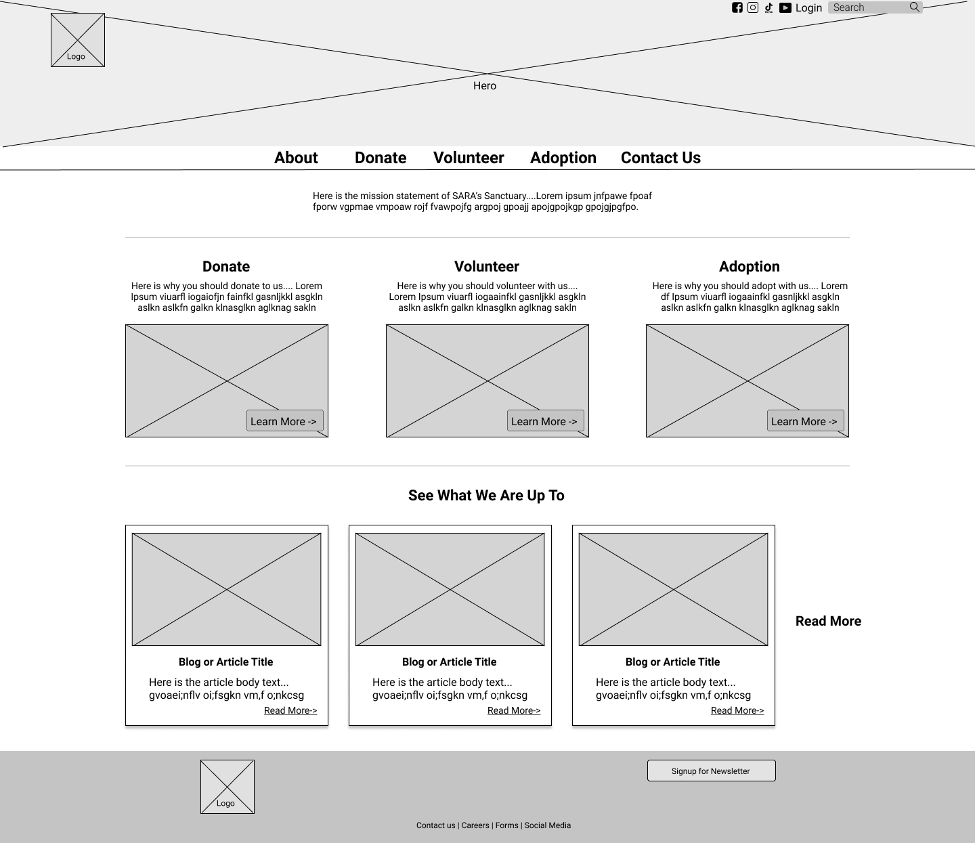 Login
Search
Logo
Hero
About Donate Volunteer Adoption Contact Us
Here is the mission statement of SARA's Sanctuary....Lorem ipsum jnfpawe fpoaf
fporw vgpmae vmpoaw rojf fvawpojfg argpoj gpoajj apojgpojkgp gpojgjpgfpo.
Donate
Here is why you should donate to us.... Lorem
Ipsum viuarfl iogaiofjn fainfkl gasnljkkl asgkln
aslkn aslkfn galkn klnasglkn aglknag sakln
Learn More ->
Volunteer
Here is why you should volunteer with us....
Lorem Ipsum viuarfl iogaainfkl gasnljkkl asgkln
aslkn aslkfn galkn klnasglkn aglknag sakln
Learn More ->
Adoption
Here is why you should adopt with us.... Lorem
df Ipsum viuarfl iogaainfkl gasnljkkl asgkln
aslkn aslkfn galkn klnasglkn aglknag sakln
Learn More ->
See What We Are Up To
Blog or Article Title
Here is the article body text...
gvoaei;nflv oi;fsgkn vm,f o;nkcsg
Read More->
Blog or Article Title
Here is the article body text...
gvoaei;nflv oi;fsgkn vm,f o;nkcsg
Read More->
Blog or Article Title
Here is the article body text...
gvoaei;nflv oi;fsgkn vm,f o;nkcsg
Read More->
Read More
Logo
Signup for Newsletter
Contact us | Careers | Forms | Social Media